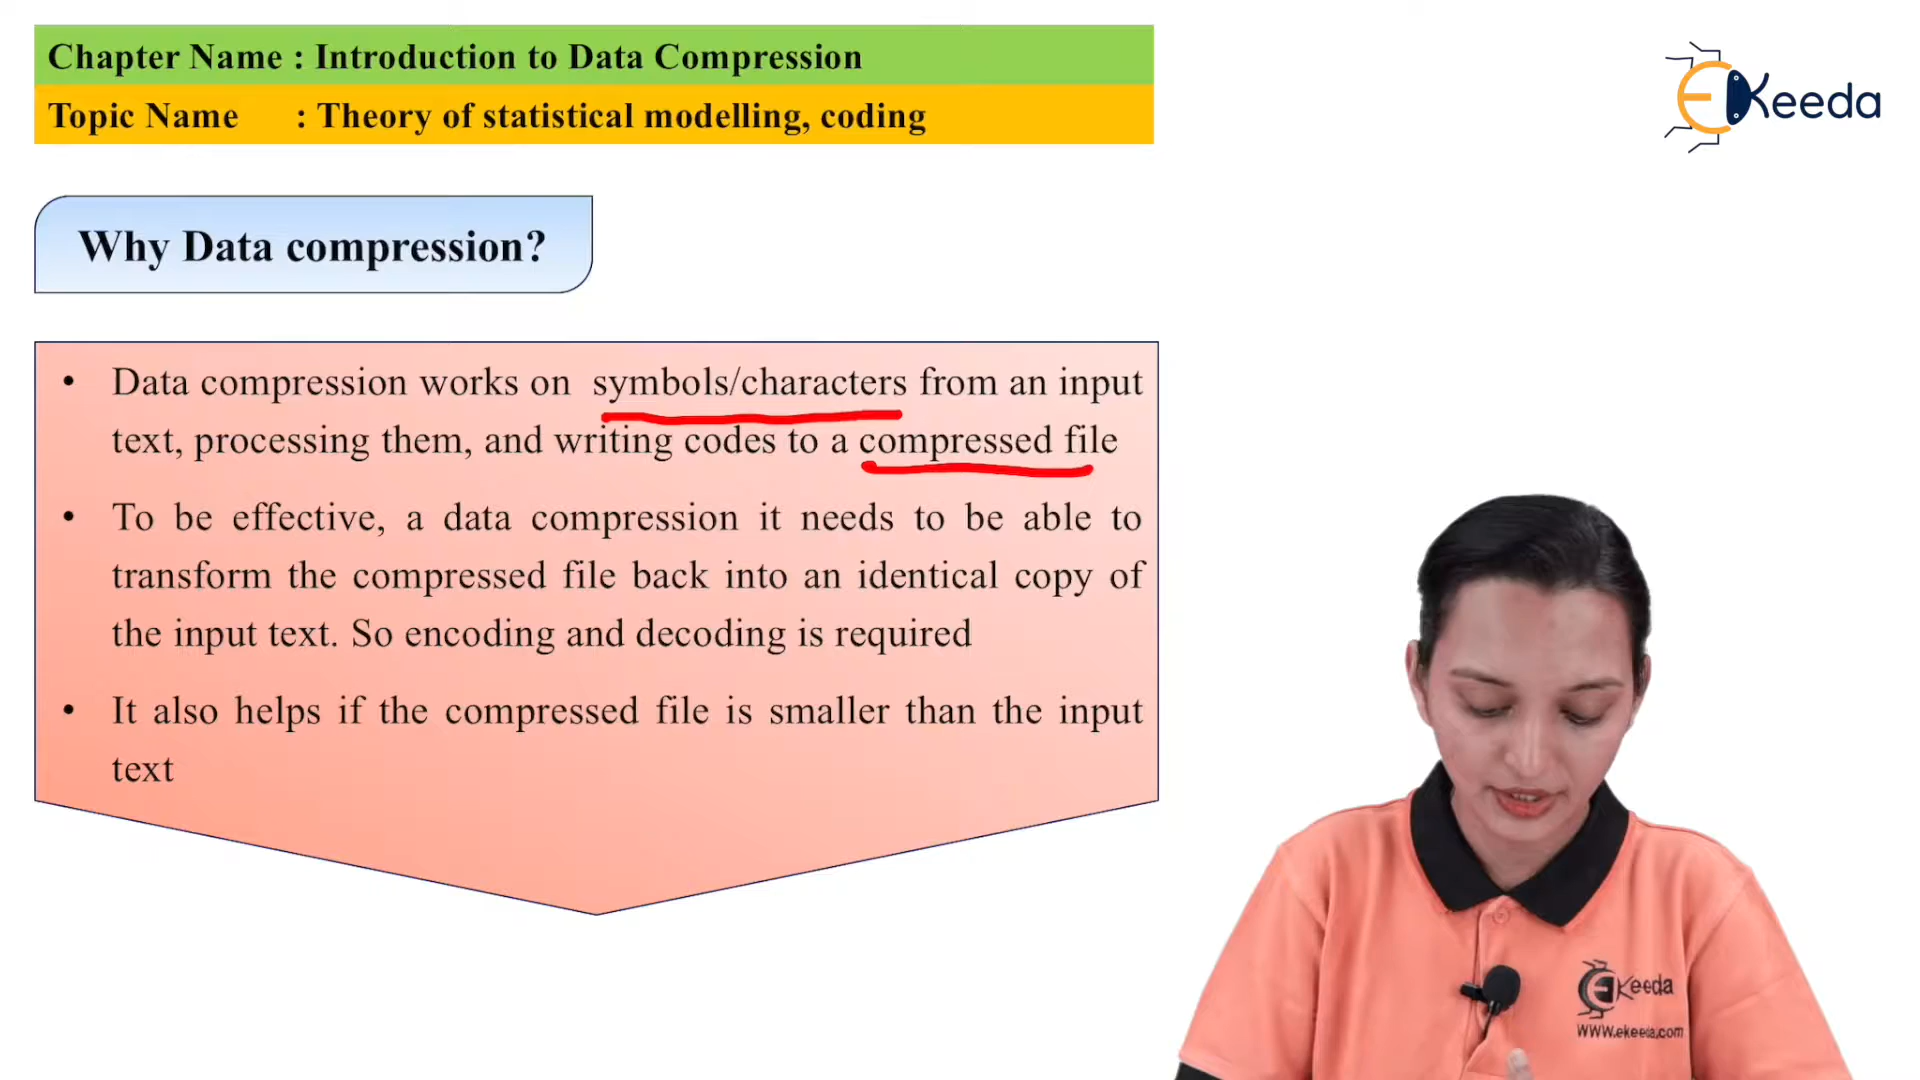 Chapter Name : Introduction to Data Compression
Topic Name : Theory of statistical modelling, coding
EKeeda
Why Data compression?
• Data compression works on symbols/characters from an input
text, processing them, and writing codes to a compressed file
• To be effective, a data compression it needs to be able to
transform the compressed file back into an identical copy of
the input text. So encoding and decoding is required
• It also helps if the compressed file is smaller than the input
text
EKeeda
WWW.ekeeda.com